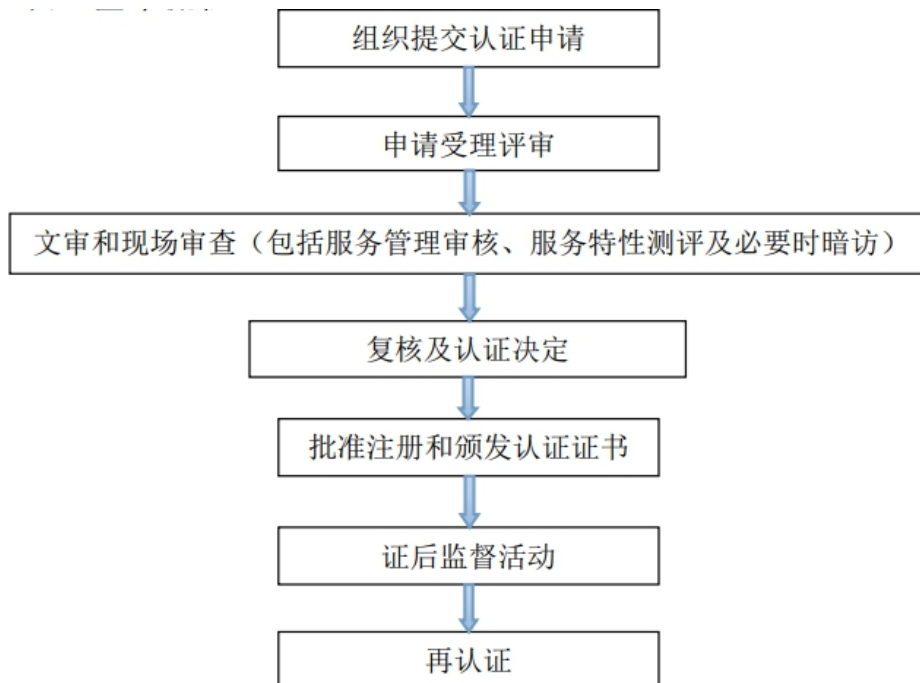 组织提交认证申请
申请受理评审
文审和现场审查（包括服务管理审核、服务特性测评及必要时暗访）
复核及认证决定
批准注册和颁发认证证书
证后监督活动
再认证